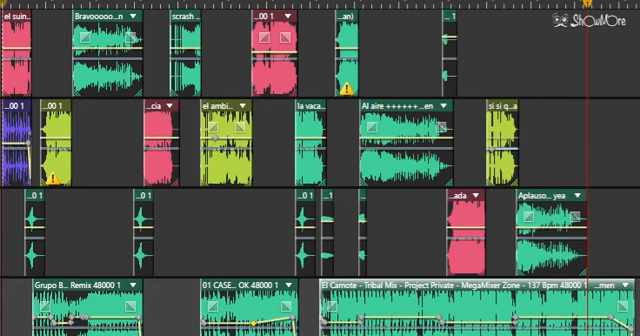 el suin...
Bravooooo...n
scrash
...00 1
...an)
... 1
ShowMore
...00 1
...00 1
...cia
el ambi...
la vaca...
Al aire ++++++ ...en
si si q...a
...0 1
...0 1
...0 1
...1
...ada
Aplauso... yea
Grupo B... Remix 48000 1
01 CASE... OK 48000 1
El Camote - Tribal Mix - Project Private - MegaMixer Zone - 137 Bpm 48000 1 ...men